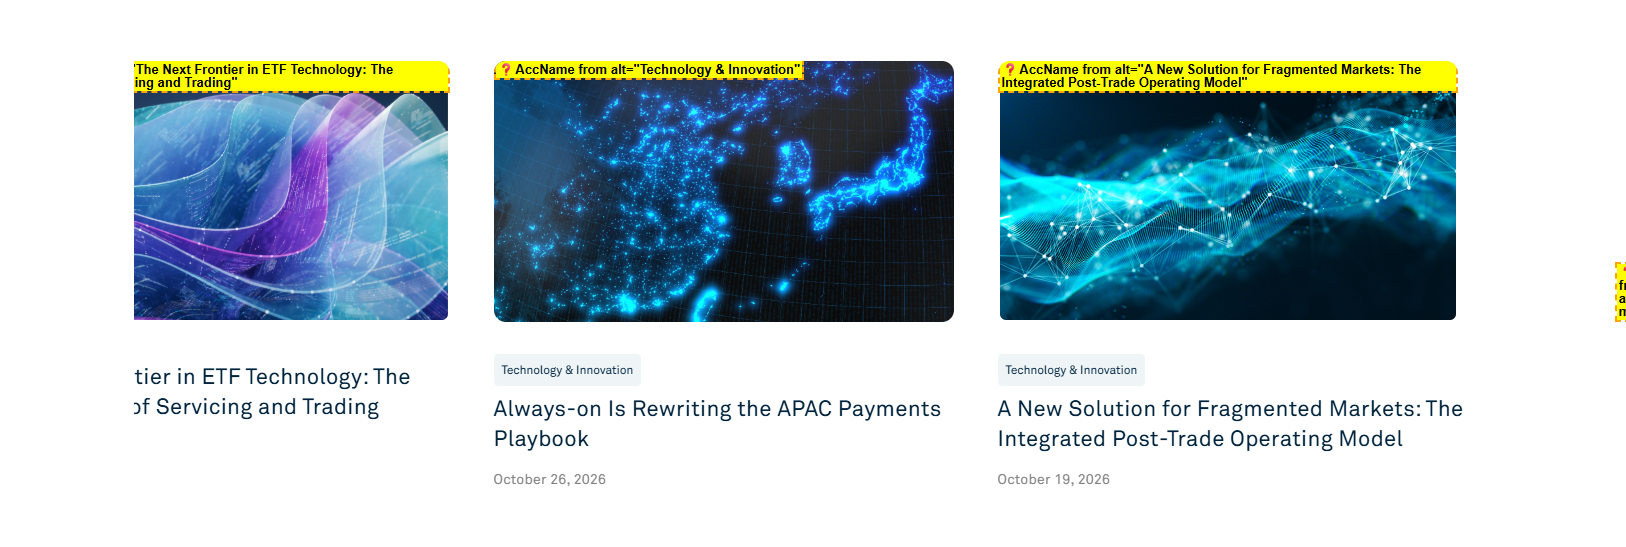 "The Next Frontier in ETF Technology: The
ing and Trading"
❓ AccName from alt="Technology & Innovation"
❓ AccName from alt="A New Solution for Fragmented Markets: The
Integrated Post-Trade Operating Model"
tier in ETF Technology: The
of Servicing and Trading
Technology & Innovation
Always-on Is Rewriting the APAC Payments
Playbook
October 26, 2026
Technology & Innovation
A New Solution for Fragmented Markets: The
Integrated Post-Trade Operating Model
October 19, 2026